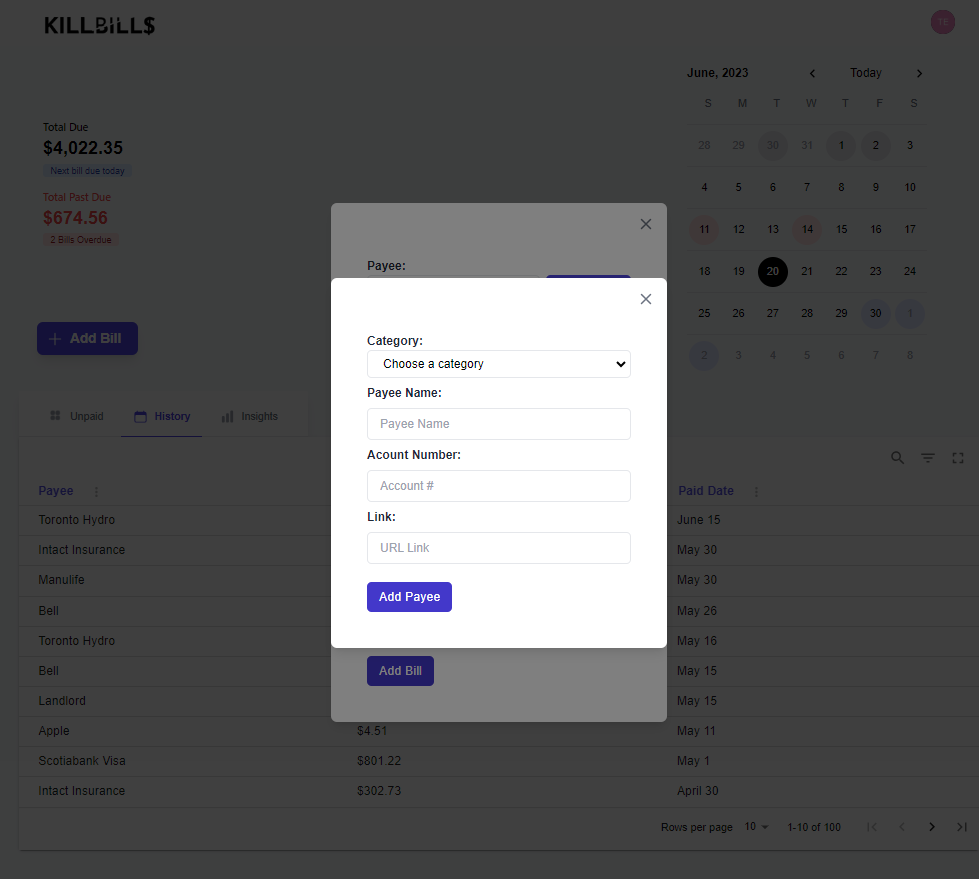 KILLBILL$
TE
June, 2023
Today
S M T W T F S
28 29 30 31 1 2 3
4 5 6 7 8 9 10
11 12 13 14 15 16 17
18 19 20 21 22 23 24
25 26 27 28 29 30 1
2 3 4 5 6 7 8
Total Due
$4,022.35
Next bill due today
Total Past Due
$674.56
2 Bills Overdue
+ Add Bill
Payee:
Category:
Choose a category
Payee Name:
Payee Name
Acount Number:
Account #
Link:
URL Link
Add Payee
Add Bill
Unpaid History Insights
Payee Paid Date
Toronto Hydro June 15
Intact Insurance May 30
Manulife May 30
Bell May 26
Toronto Hydro May 16
Bell May 15
Landlord May 15
Apple $4.51 May 11
Scotiabank Visa $801.22 May 1
Intact Insurance $302.73 April 30
Rows per page 10 1-10 of 100